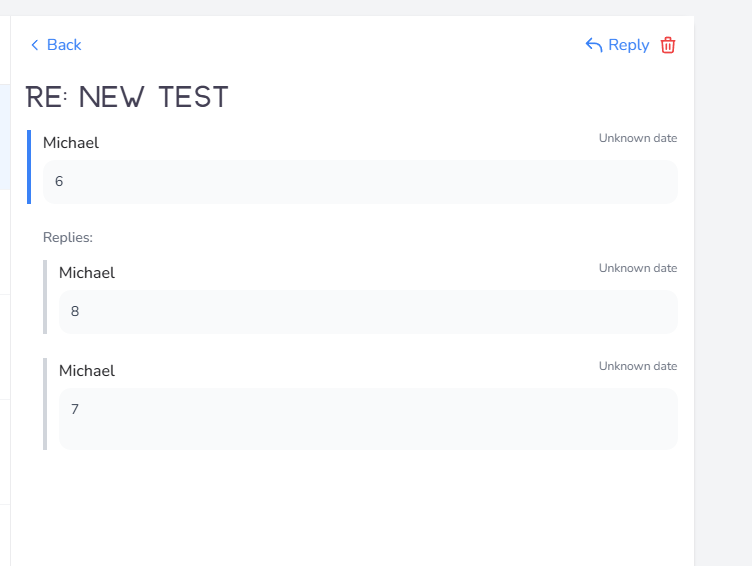 Back
Reply
RE: NEW TEST
Michael
Unknown date
6
Replies:
Michael
Unknown date
8
Michael
Unknown date
7